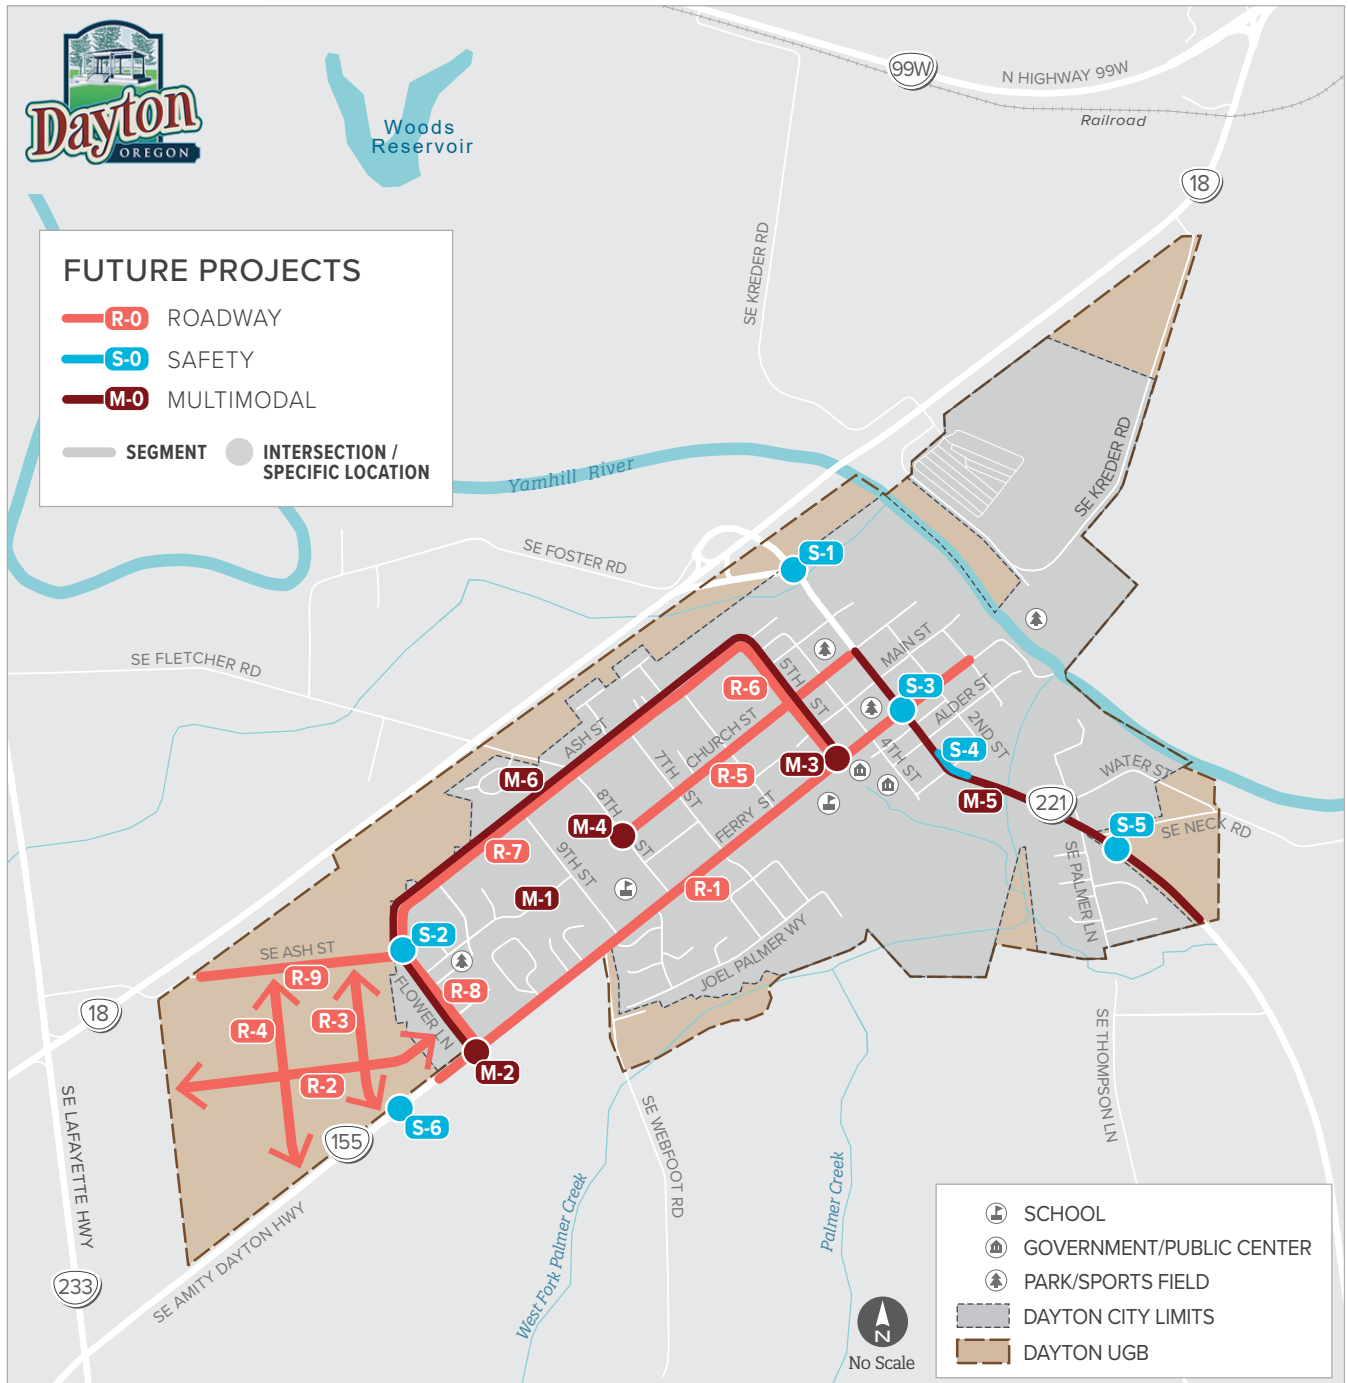 Dayton
OREGON
Woods
Reservoir
99W
N HIGHWAY 99W
Railroad
18
FUTURE PROJECTS
R-0 ROADWAY
S-0 SAFETY
M-0 MULTIMODAL
SEGMENT
INTERSECTION /
SPECIFIC LOCATION
SE KREDER RD
SE KREDER RD
Yamhill River
SE FOSTER RD
S-1
SE FLETCHER RD
MAIN ST
5TH ST
R-6
S-3
ALDER ST
2ND ST
ASH ST
CHURCH ST
7TH ST
4TH ST
S-4
M-3
M-6
R-5
WATER ST
M-5
221
8TH ST
M-4
FERRY ST
S-5
SE NECK RD
R-7
9TH ST
R-1
M-1
SE PALMER LN
S-2
SE ASH ST
R-9
JOEL PALMER WY
R-8
FLOWER LN
18
R-4
R-3
M-2
R-2
S-6
155
SE THOMPSON LN
SE LAFAYETTE HWY
SE WEBFOOT RD
SE AMITY DAYTON HWY
233
West Fork Palmer Creek
Palmer Creek
N
No Scale
SCHOOL
GOVERNMENT/PUBLIC CENTER
PARK/SPORTS FIELD
DAYTON CITY LIMITS
DAYTON UGB